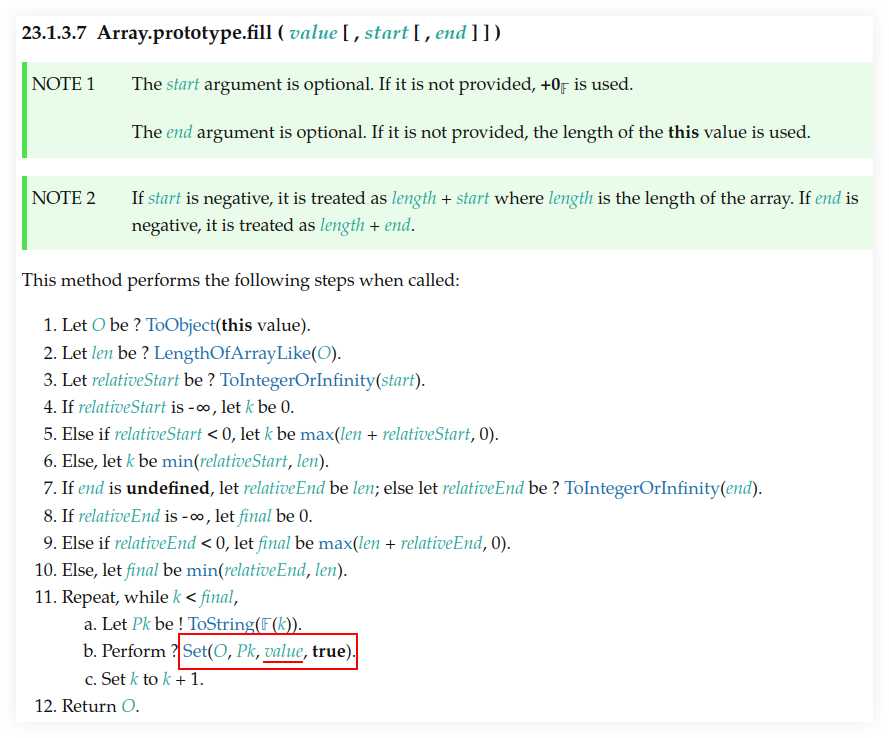 23.1.3.7 Array.prototype.fill ( value [ , start [ , end ] ] )
NOTE 1 The start argument is optional. If it is not provided, +0𝔽 is used.
The end argument is optional. If it is not provided, the length of the this value is used.
NOTE 2 If start is negative, it is treated as length + start where length is the length of the array. If end is
negative, it is treated as length + end.
This method performs the following steps when called:
1. Let O be ? ToObject(this value).
2. Let len be ? LengthOfArrayLike(O).
3. Let relativeStart be ? ToIntegerOrInfinity(start).
4. If relativeStart is -∞, let k be 0.
5. Else if relativeStart < 0, let k be max(len + relativeStart, 0).
6. Else, let k be min(relativeStart, len).
7. If end is undefined, let relativeEnd be len; else let relativeEnd be ? ToIntegerOrInfinity(end).
8. If relativeEnd is -∞, let final be 0.
9. Else if relativeEnd < 0, let final be max(len + relativeEnd, 0).
10. Else, let final be min(relativeEnd, len).
11. Repeat, while k < final,
a. Let Pk be ! ToString(𝔽(k)).
b. Perform ? Set(O, Pk, value, true).
c. Set k to k + 1.
12. Return O.